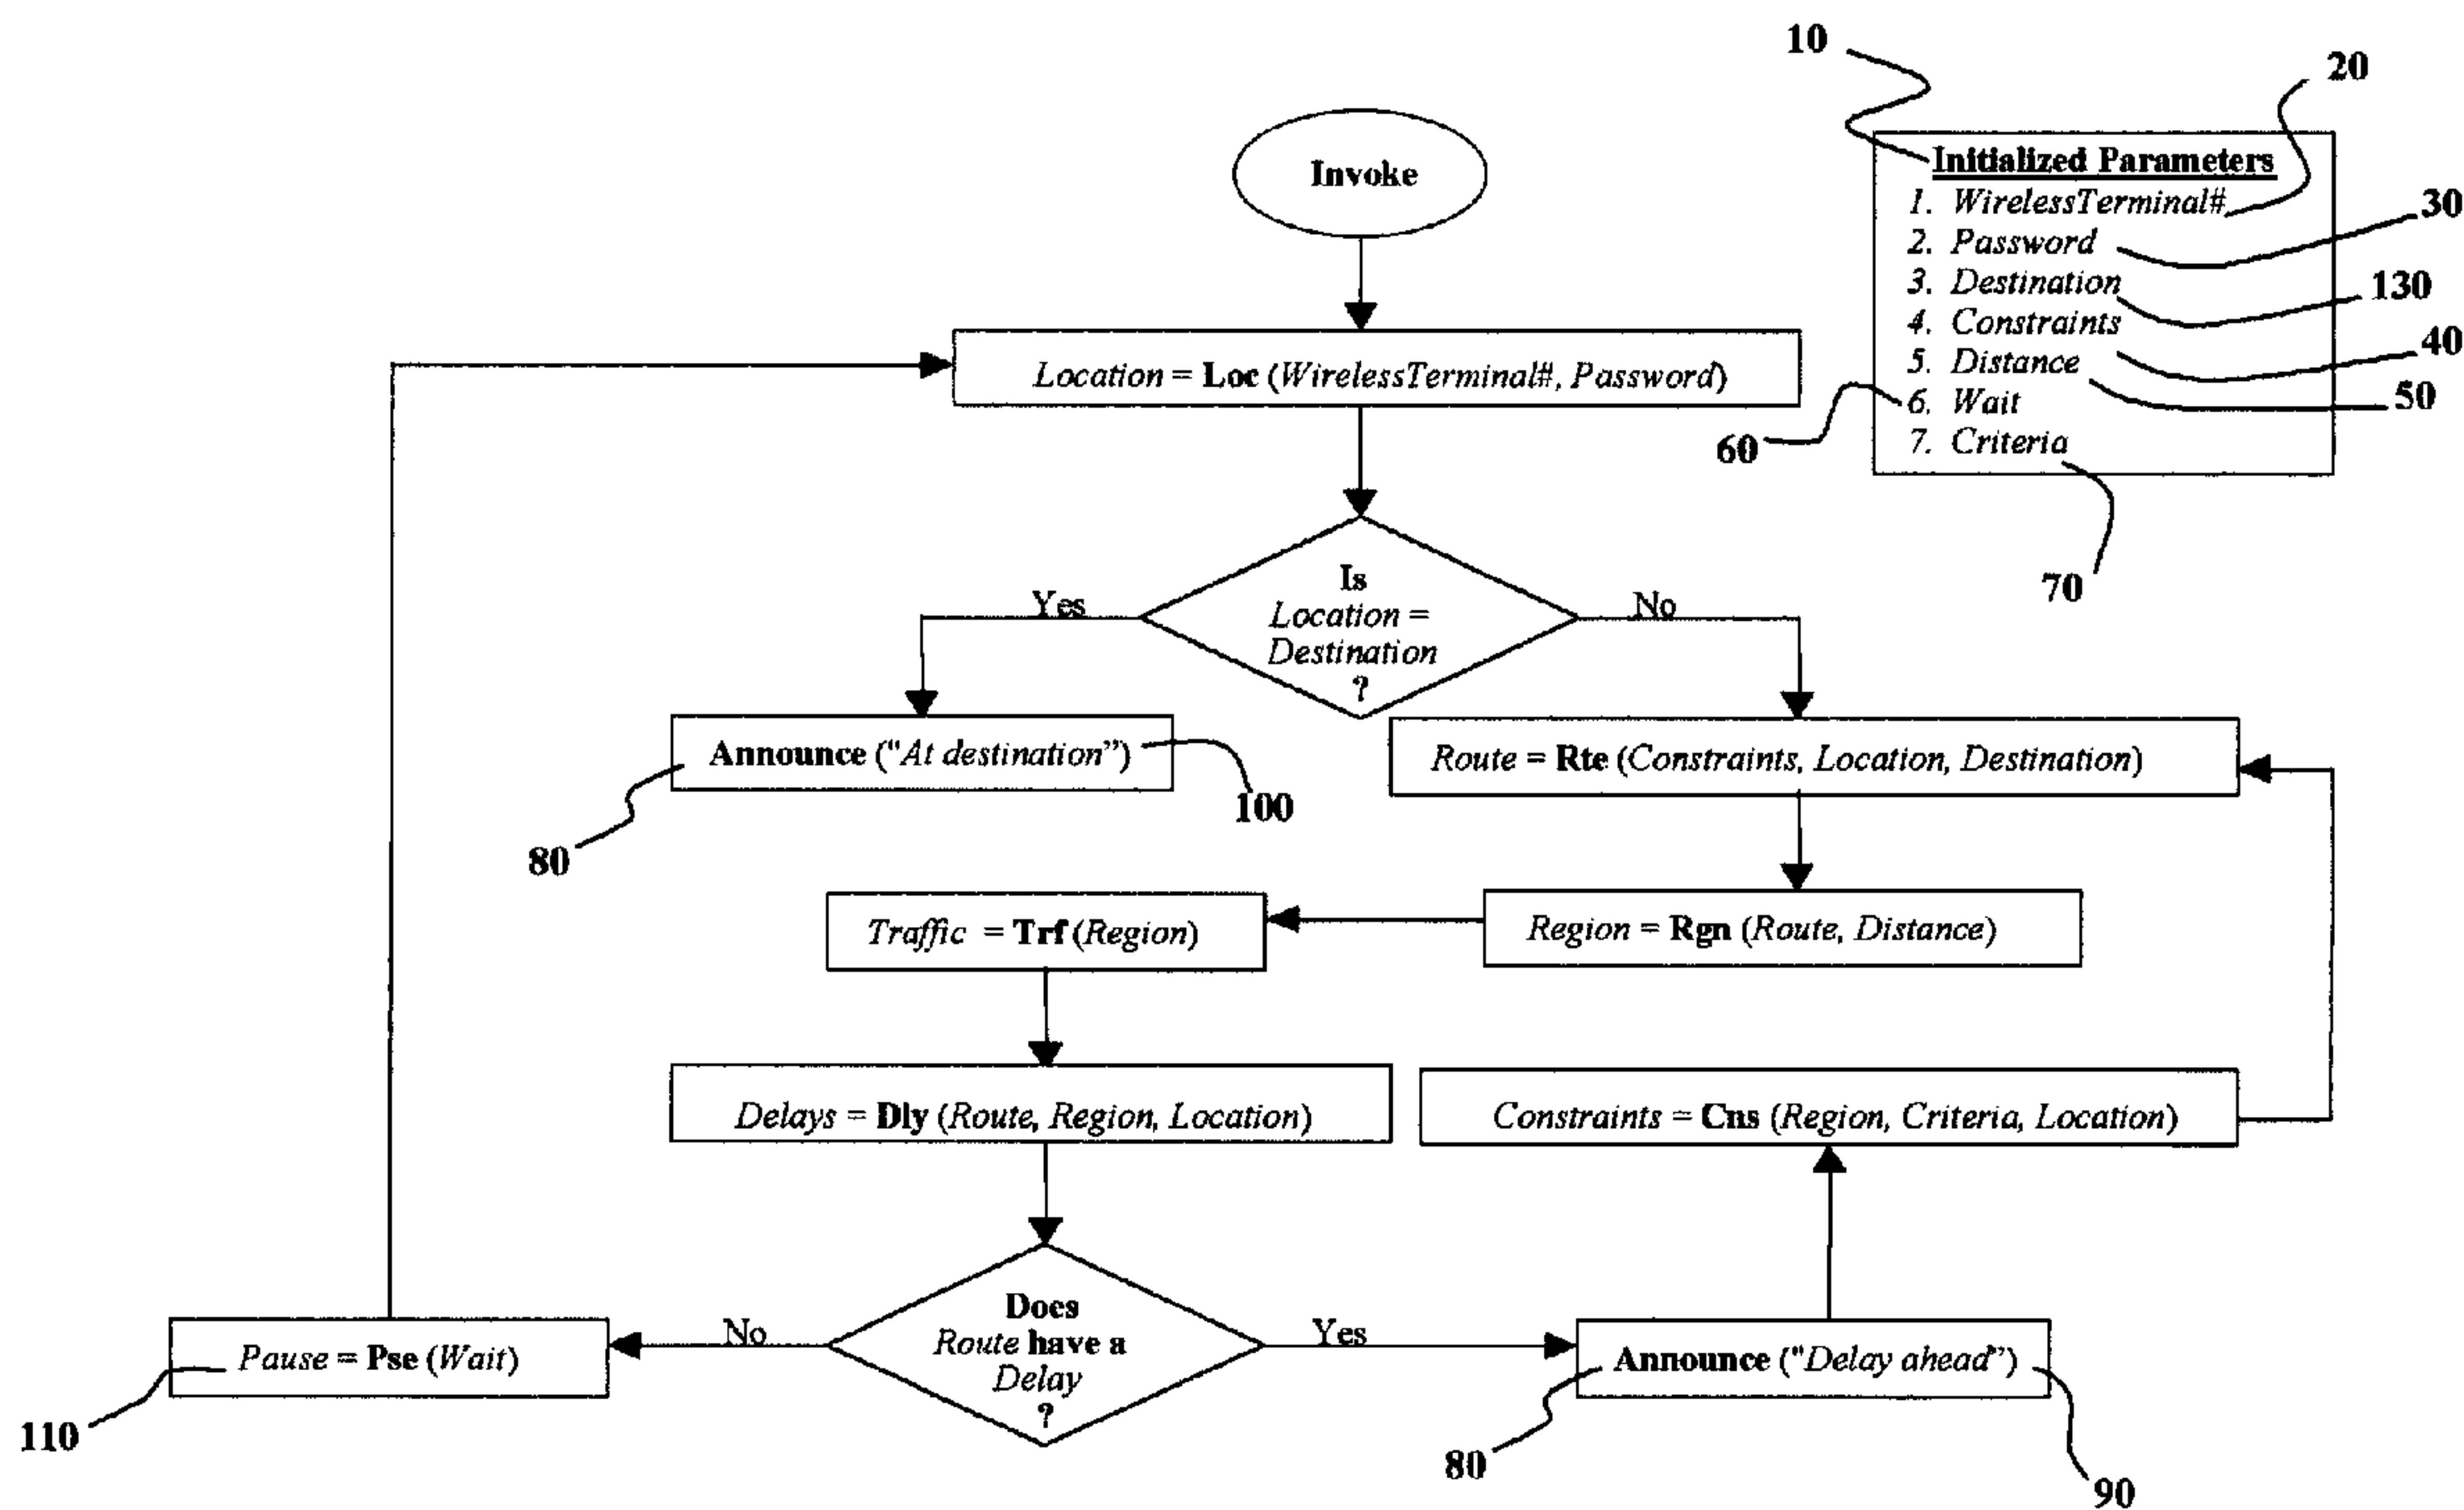 10
20
Invoke
Initialized Parameters
1. WirelessTerminal#
2. Password
3. Destination
4. Constraints
5. Distance
6. Wait
7. Criteria
30
130
40
50
60
70
Location = Loc (WirelessTerminal#, Password)
Is
Location =
Destination
?
Yes
No
Announce ("At destination")
80
100
Route = Rte (Constraints, Location, Destination)
Traffic = Trf (Region)
Region = Rgn (Route, Distance)
Delays = Dly (Route, Region, Location)
Constraints = Cns (Region, Criteria, Location)
Does
Route have a
Delay
?
No
Yes
Pause = Pse (Wait)
110
Announce ("Delay ahead")
80
90